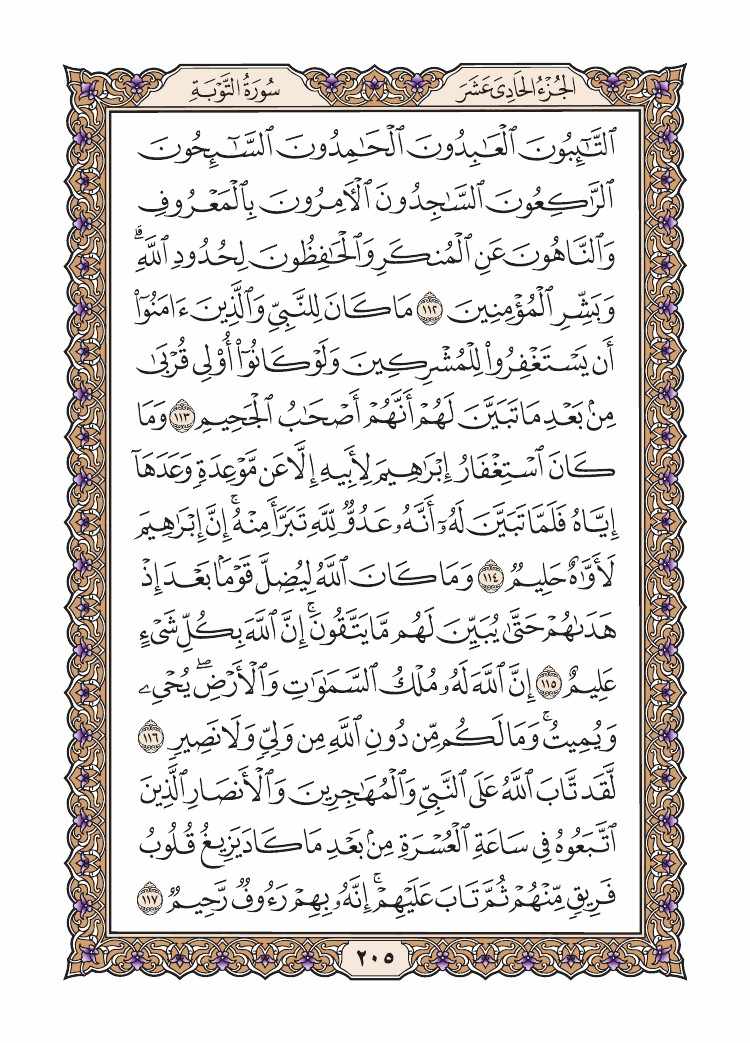 الجُزْءُ الحَادِى عَشَرَ
سُورَةُ التَّوْبَةِ
ٱلتَّٰٓئِبُونَ ٱلْعَٰبِدُونَ ٱلْحَٰمِدُونَ ٱلسَّٰٓئِحُونَ
ٱلرَّٰكِعُونَ ٱلسَّٰجِدُونَ ٱلْءَامِرُونَ بِٱلْمَعْرُوفِ
وَٱلنَّاهُونَ عَنِ ٱلْمُنكَرِ وَٱلْحَٰفِظُونَ لِحُدُودِ ٱللَّهِۗ
وَبَشِّرِ ٱلْمُؤْمِنِينَ ١١٢ مَا كَانَ لِلنَّبِىِّ وَٱلَّذِينَ ءَامَنُوٓا۟
أَن يَسْتَغْفِرُوا۟ لِلْمُشْرِكِينَ وَلَوْ كَانُوٓا۟ أُو۟لِى قُرْبَىٰ
مِنۢ بَعْدِ مَا تَبَيَّنَ لَهُمْ أَنَّهُمْ أَصْحَٰبُ ٱلْجَحِيمِ ١١٣ وَمَا
كَانَ ٱسْتِغْفَارُ إِبْرَٰهِيمَ لِأَبِيهِ إِلَّا عَن مَّوْعِدَةٍ وَعَدَهَآ
إِيَّاهُ فَلَمَّا تَبَيَّنَ لَهُۥٓ أَنَّهُۥ عَدُوٌّ لِّلَّهِ تَبَرَّأَ مِنْهُۚ إِنَّ إِبْرَٰهِيمَ
لَأَوَّٰهٌ حَلِيمٌ ١١٤ وَمَا كَانَ ٱللَّهُ لِيُضِلَّ قَوْمَۢا بَعْدَ إِذْ
هَدَىٰهُمْ حَتَّىٰ يُبَيِّنَ لَهُم مَّا يَتَّقُونَۚ إِنَّ ٱللَّهَ بِكُلِّ شَىْءٍ
عَلِيمٌ ١١٥ إِنَّ ٱللَّهَ لَهُۥ مُلْكُ ٱلسَّمَٰوَٰتِ وَٱلْأَرْضِۖ يُحْىِۦ
وَيُمِيتُۚ وَمَا لَكُم مِّن دُونِ ٱللَّهِ مِن وَلِىٍّ وَلَا نَصِيرٍ ١١٦
لَّقَد تَّابَ ٱللَّهُ عَلَى ٱلنَّبِىِّ وَٱلْمُهَٰجِرِينَ وَٱلْأَنصَارِ ٱلَّذِينَ
ٱتَّبَعُوهُ فِى سَاعَةِ ٱلْعُسْرَةِ مِنۢ بَعْدِ مَا كَادَ يَزِيغُ قُلُوبُ
فَرِيقٍ مِّنْهُمْ ثُمَّ تَابَ عَلَيْهِمْۚ إِنَّهُۥ بِهِمْ رَءُوفٌ رَّحِيمٌ ١١٧
٢٠٥